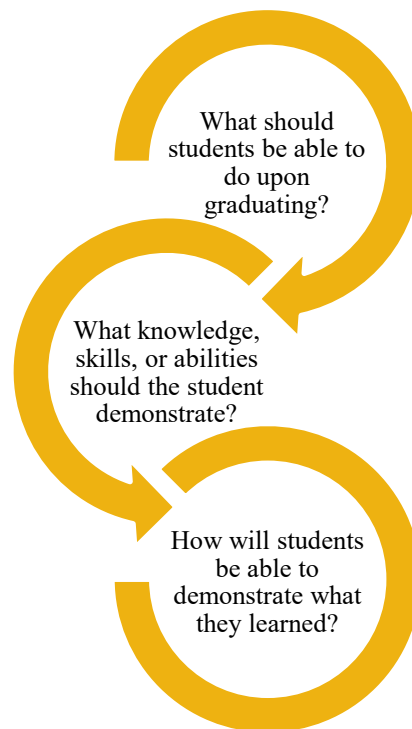 What should
students be able to
do upon
graduating?
What knowledge,
skills, or abilities
should the student
demonstrate?
How will students
be able to
demonstrate what
they learned?